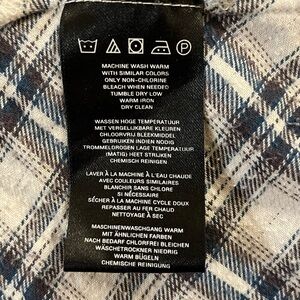 MACHINE WASH WARM
WITH SIMILAR COLORS
ONLY NON-CHLORINE
BLEACH WHEN NEEDED
TUMBLE DRY LOW
WARM IRON
DRY CLEAN
WASSEN HOGE TEMPERATUUR
MET VERGELIJKBARE KLEUREN
CHLOORVRIJ BLEEKMIDDEL
GEBRUIKEN INDIEN NODIG
TROMMELDROGEN LAGE TEMPERATUUR
(MATIG) HEET STRIJKEN
CHEMISCH REINIGEN
LAVER À LA MACHINE À L'EAU CHAUDE
AVEC COULEURS SIMILAIRES
BLANCHIR SANS CHLORE
SI NÉCESSAIRE
SÉCHER À LA MACHINE CYCLE DOUX
REPASSER AU FER CHAUD
NETTOYAGE À SEC
MASCHINENWASCHGANG WARM
MIT ÄHNLICHEN FARBEN
NACH BEDARF CHLORFREI BLEICHEN
WÄSCHETROCKNER NIEDRIG
WARM BÜGELN
CHEMISCHE REINIGUNG